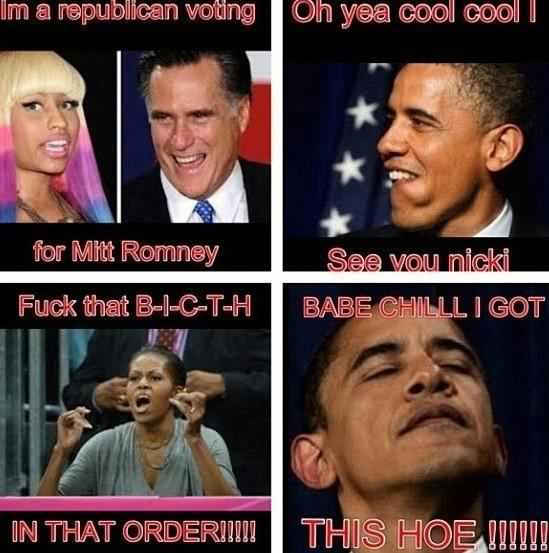 Im a republican voting
for Mitt Romney
Oh yea cool cool !
See you nicki
Fuck that B-I-C-T-H
IN THAT ORDER!!!!!
BABE CHILLL I GOT
THIS HOE !!!!!!